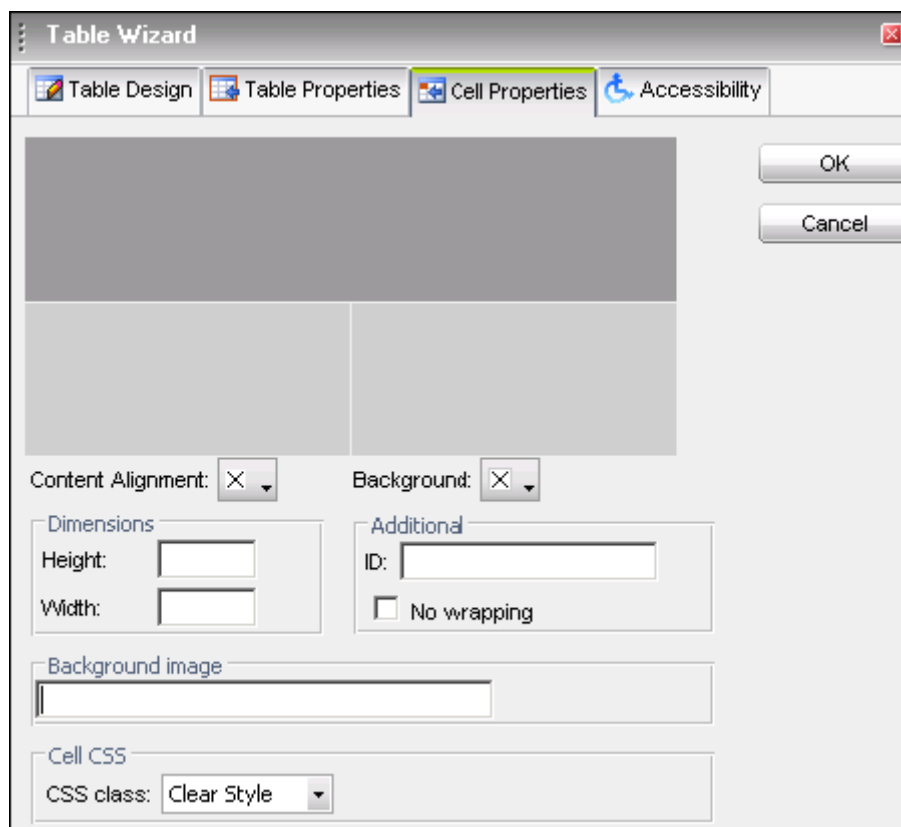 Table Wizard
Table Design Table Properties Cell Properties Accessibility
OK
Cancel
Content Alignment: Background:
Dimensions Additional
Height: ID:
Width: No wrapping
Background image
Cell CSS
CSS class: Clear Style